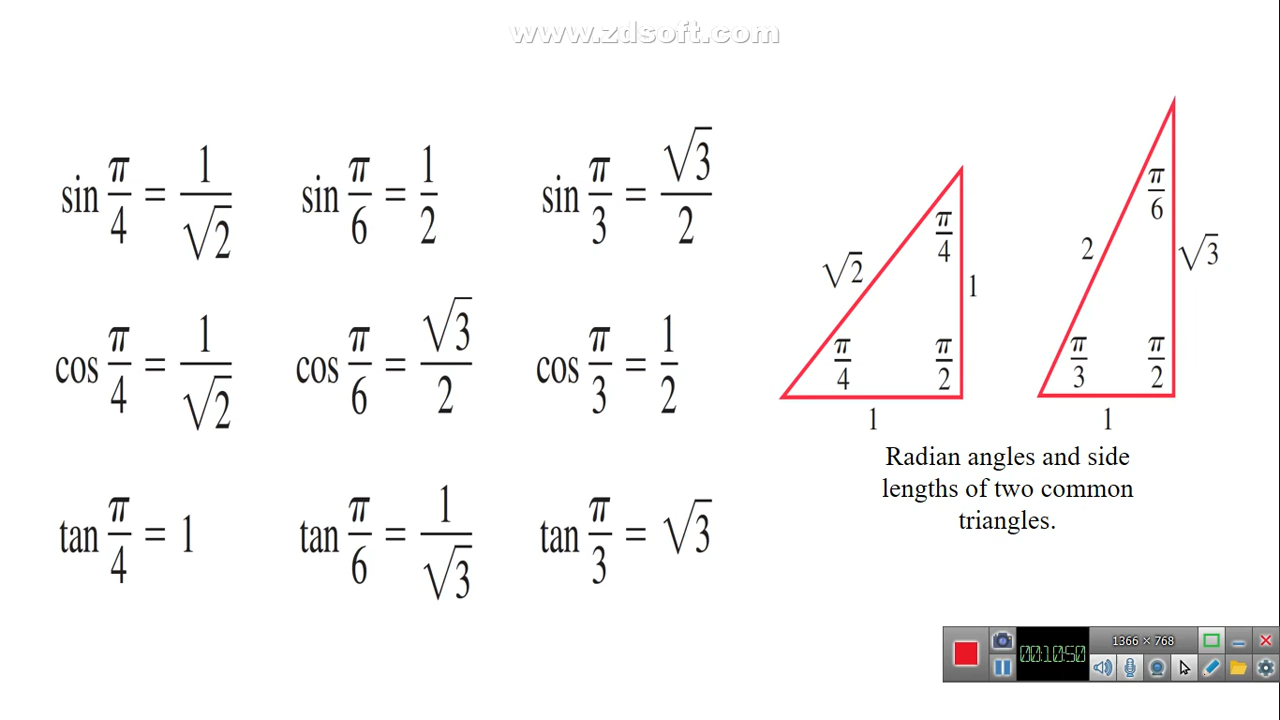 www.zdsoft.com
sin π/4 = 1/√2
sin π/6 = 1/2
sin π/3 = √3/2
cos π/4 = 1/√2
cos π/6 = √3/2
cos π/3 = 1/2
tan π/4 = 1
tan π/6 = 1/√3
tan π/3 = √3
√2
π/4
1
π/4
π/2
1
2
π/6
√3
π/3
π/2
1
Radian angles and side
lengths of two common
triangles.
00:10:50
1366 × 768